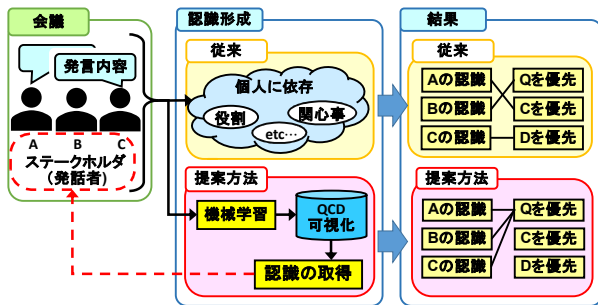 会議
発言内容
A B C
ステークホルダ
(発話者)
認識形成
従来
個人に依存
役割
関心事
etc…
提案方法
機械学習
QCD
可視化
認識の取得
結果
従来
Aの認識
Qを優先
Bの認識
Cを優先
Cの認識
Dを優先
提案方法
Aの認識
Qを優先
Bの認識
Cを優先
Cの認識
Dを優先